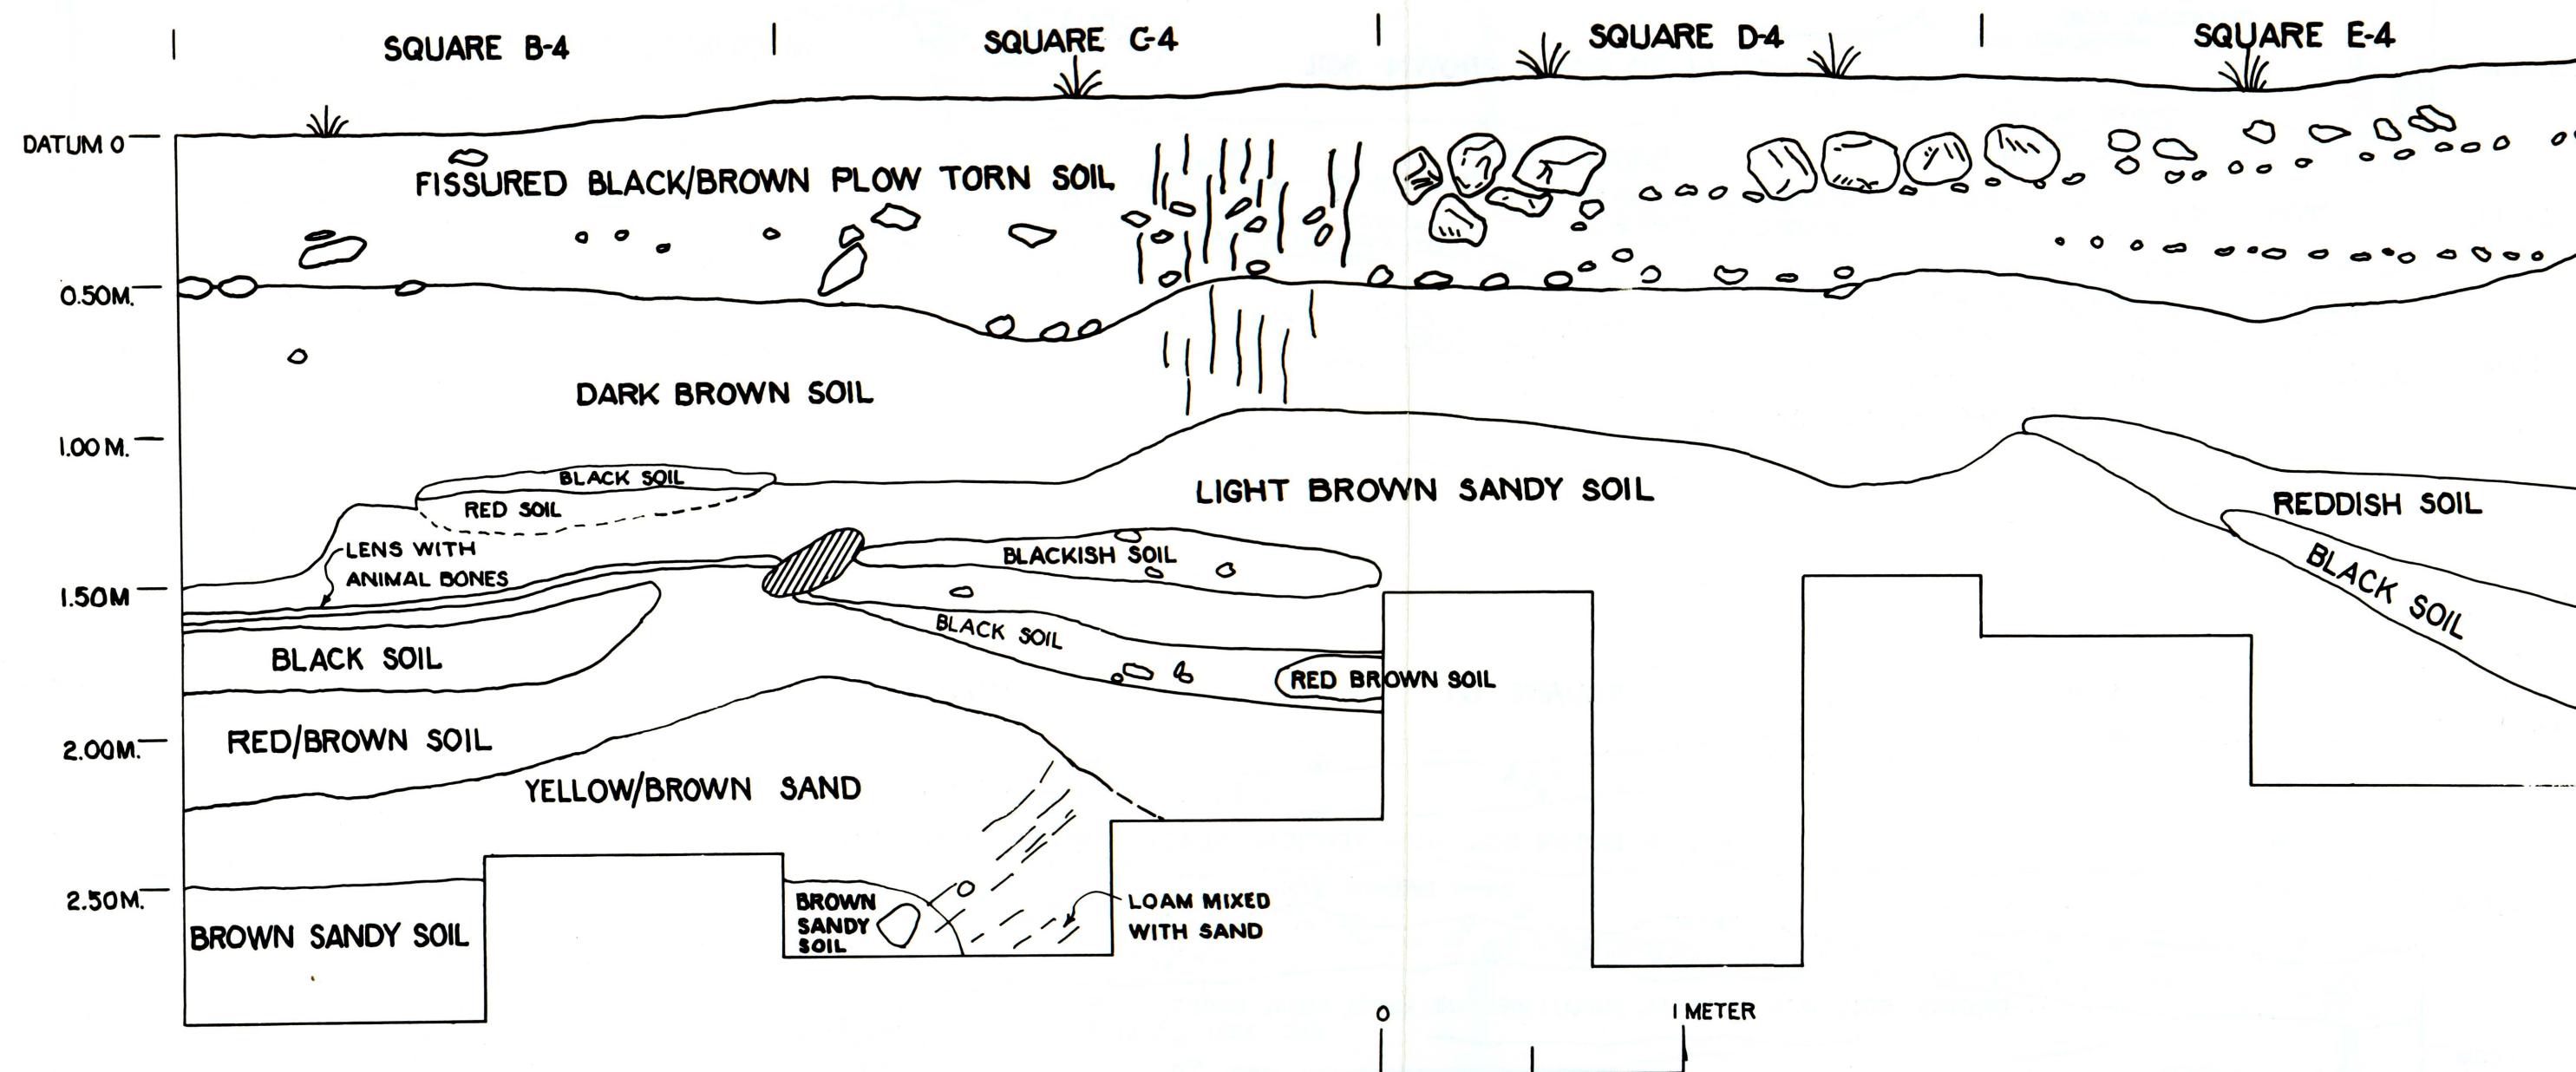 SQUARE B-4
SQUARE C-4
SQUARE D-4
SQUARE E-4
DATUM 0
FISSURED BLACK/BROWN PLOW TORN SOIL
0.50M.
DARK BROWN SOIL
1.00 M.
BLACK SOIL
RED SOIL
LIGHT BROWN SANDY SOIL
REDDISH SOIL
LENS WITH
ANIMAL BONES
BLACKISH SOIL
BLACK SOIL
1.50M
BLACK SOIL
BLACK SOIL
RED BROWN SOIL
RED/BROWN SOIL
2.00M.
YELLOW/BROWN SAND
2.50M.
BROWN SANDY SOIL
BROWN
SANDY
SOIL
LOAM MIXED
WITH SAND
0
1 METER